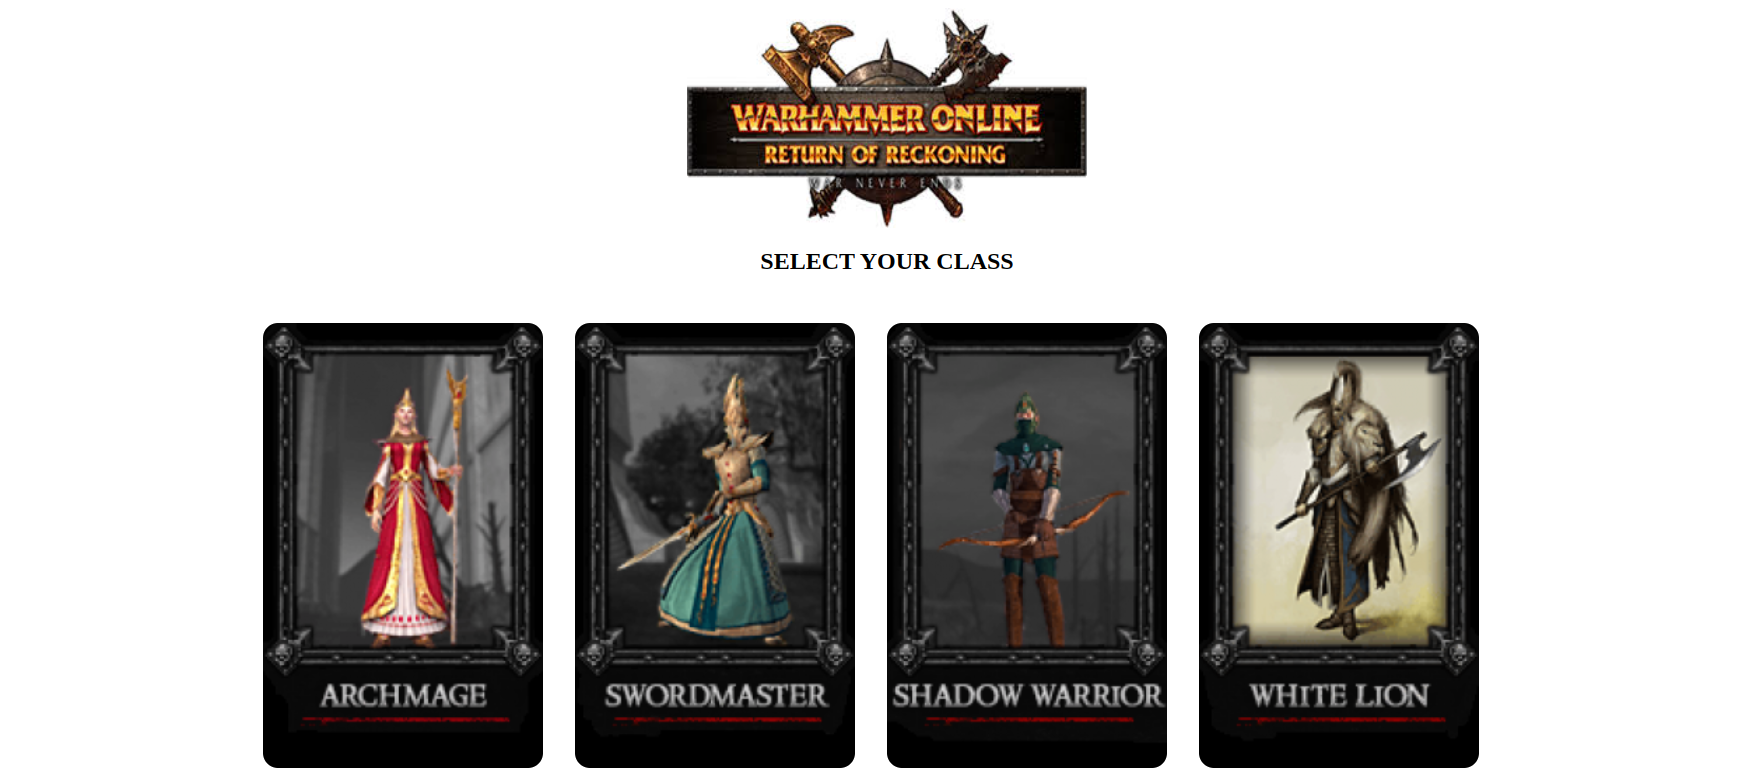 WARHAMMER ONLINE
RETURN OF RECKONING
WAR NEVER ENDS
SELECT YOUR CLASS
ARCHMAGE
SWORDMASTER
SHADOW WARRIOR
WHITE LION